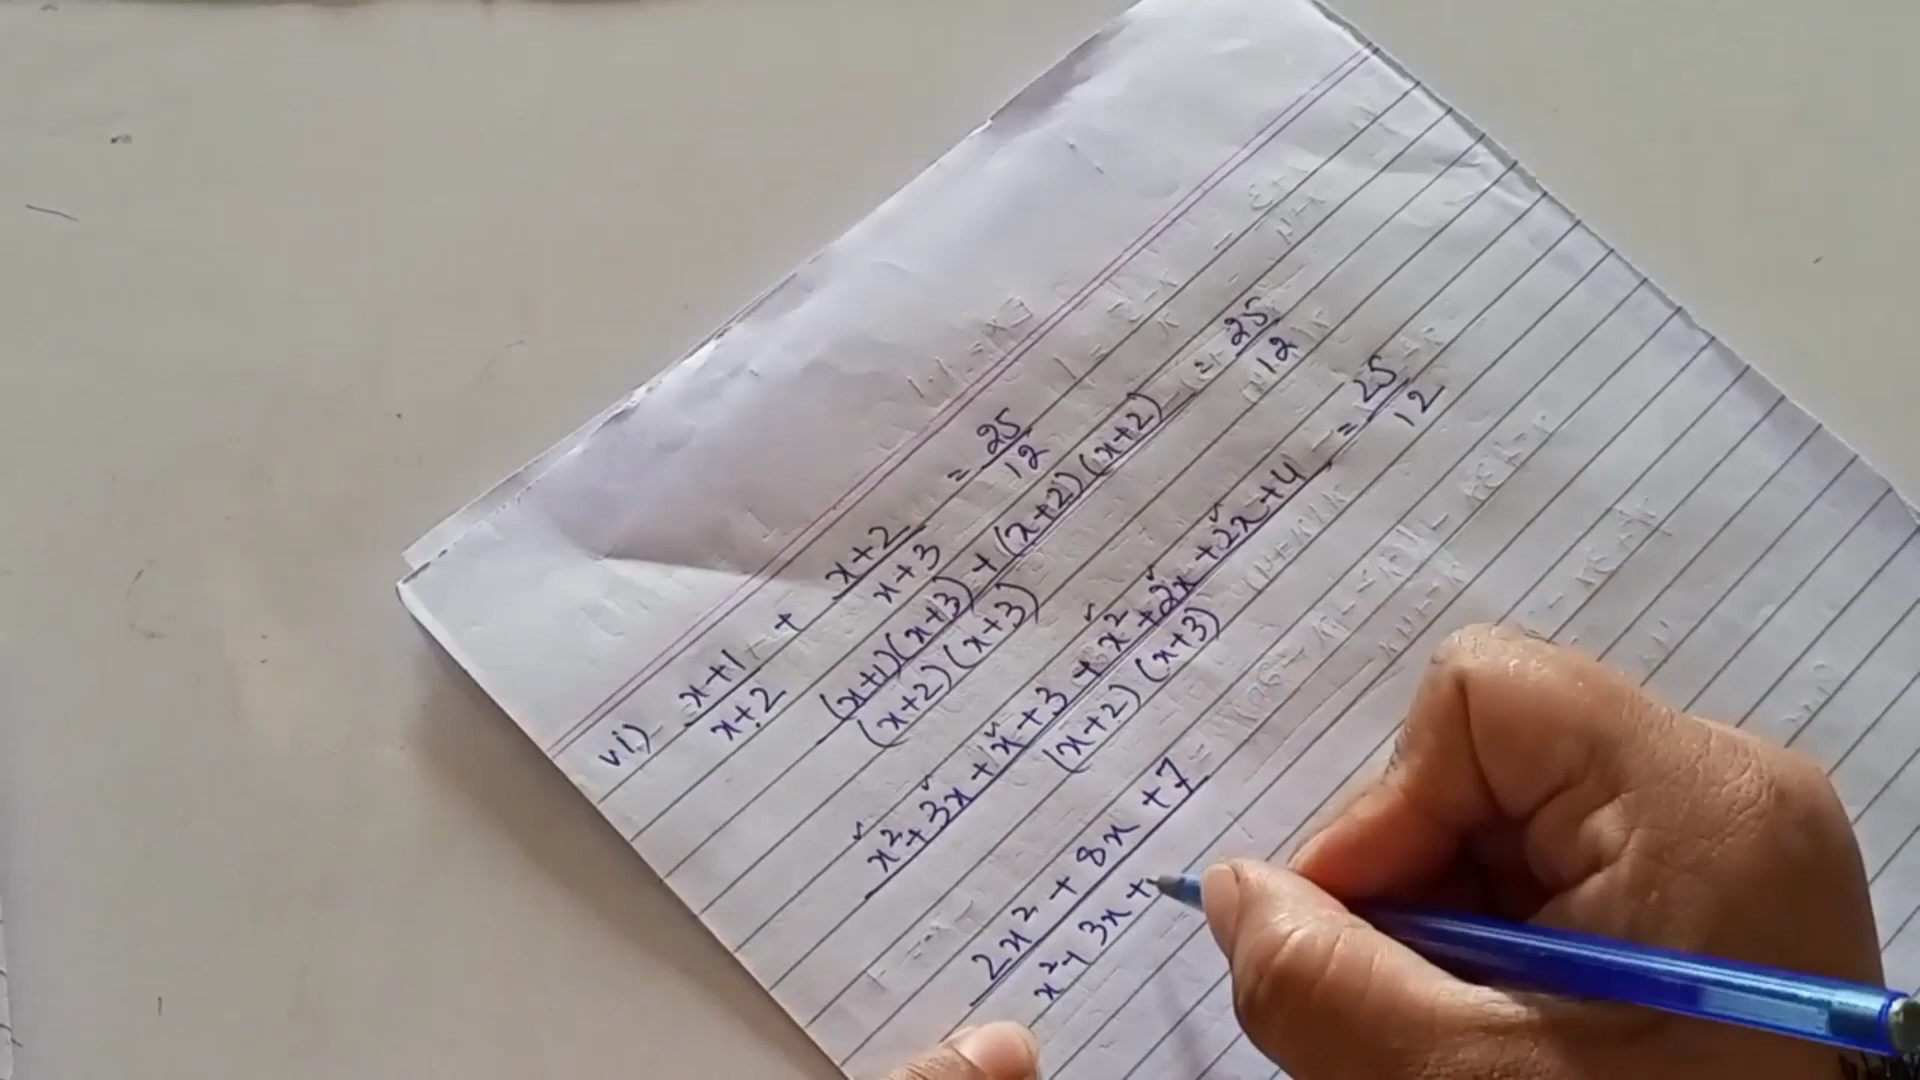 vi) x+1/x+2 + x+2/x+3 = 25/12
(x+1)(x+3)+(x+2)(x+2)/(x+2)(x+3) = 25/12
x²+3x+1x+3+x²+2x+2x+4/(x+2)(x+3) = 25/12
2x²+8x+7/x²+3x+